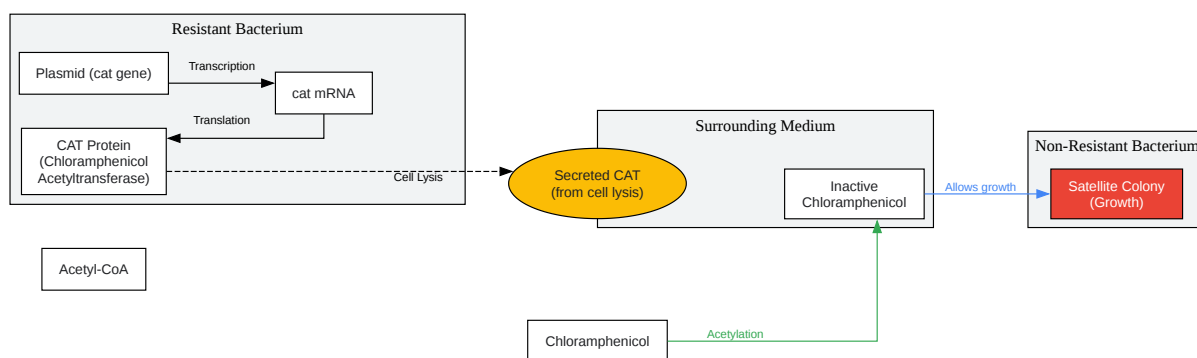 Resistant Bacterium
Plasmid (cat gene)
Transcription
cat mRNA
Translation
CAT Protein
(Chloramphenicol
Acetyltransferase)
Cell Lysis
Secreted CAT
(from cell lysis)
Surrounding Medium
Inactive
Chloramphenicol
Allows growth
Non-Resistant Bacterium
Satellite Colony
(Growth)
Acetyl-CoA
Chloramphenicol
Acetylation